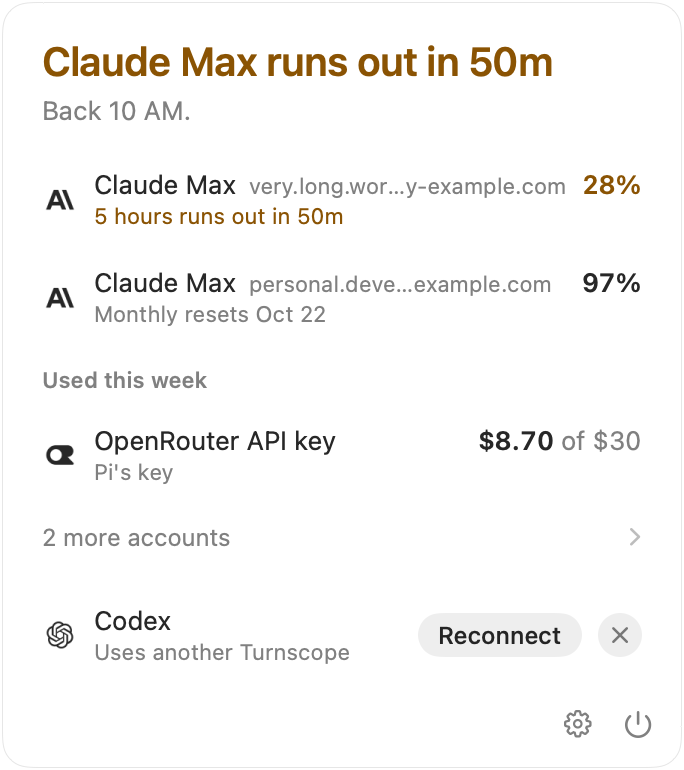 Claude Max runs out in 50m
Back 10 AM.
Claude Max very.long.wor...y-example.com 28%
5 hours runs out in 50m
Claude Max personal.deve...example.com 97%
Monthly resets Oct 22
Used this week
OpenRouter API key $8.70 of $30
Pi's key
2 more accounts
Codex
Uses another Turnscope
Reconnect